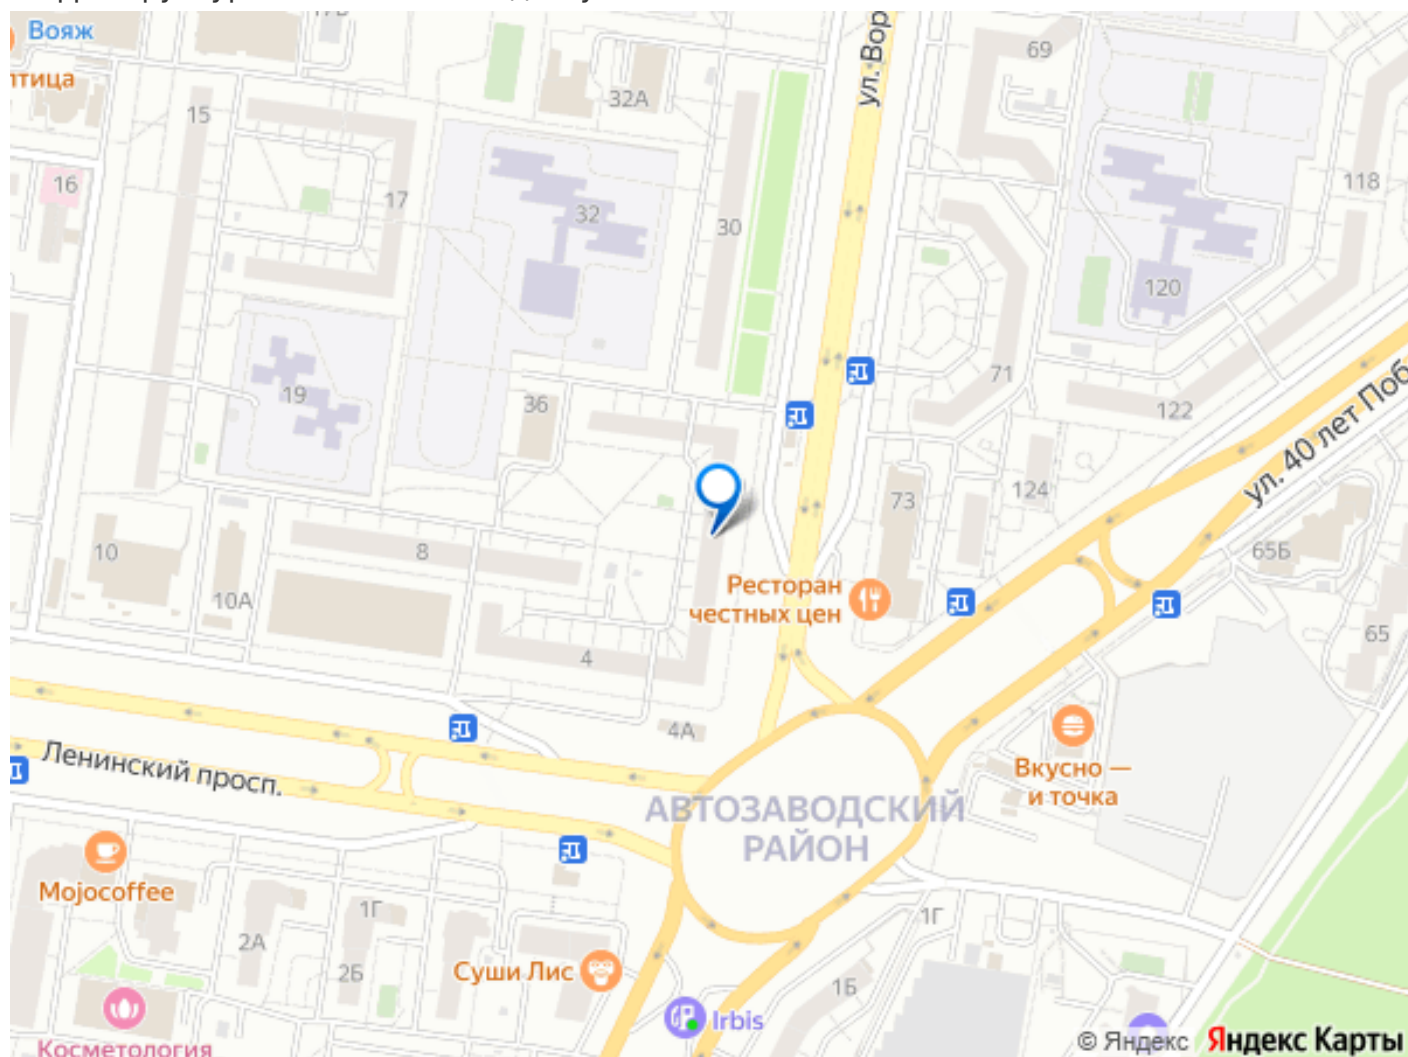 Вояж
69
32А
15
118
16
17
32
30
120
ул. Вор
71
19
36
122
ул. 40 лет Поб
124
73
10
8
65Б
10А
Ресторан
честных цен
65
4
4А
Ленинский просп.
Вкусно —
и точка
АВТОЗАВОДСКИЙ
РАЙОН
Mojocoffee
1Г
1Г
2А
2Б
Суши Лис
1Б
Irbis
Косметология
© Яндекс Яндекс Карты